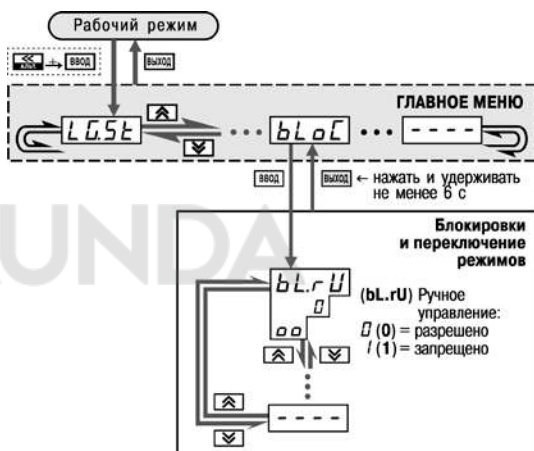 Рабочий режим
ВВОД
ВЫХОД
ГЛАВНОЕ МЕНЮ
LG.St ... bLoC ... ----
ВВОД ВЫХОД ← нажать и удерживать
не менее 6 с
UNDA
Блокировки
и переключение
режимов
bL.rU
0
oo
(bL.rU) Ручное
управление:
0 (0) = разрешено
1 (1) = запрещено
----